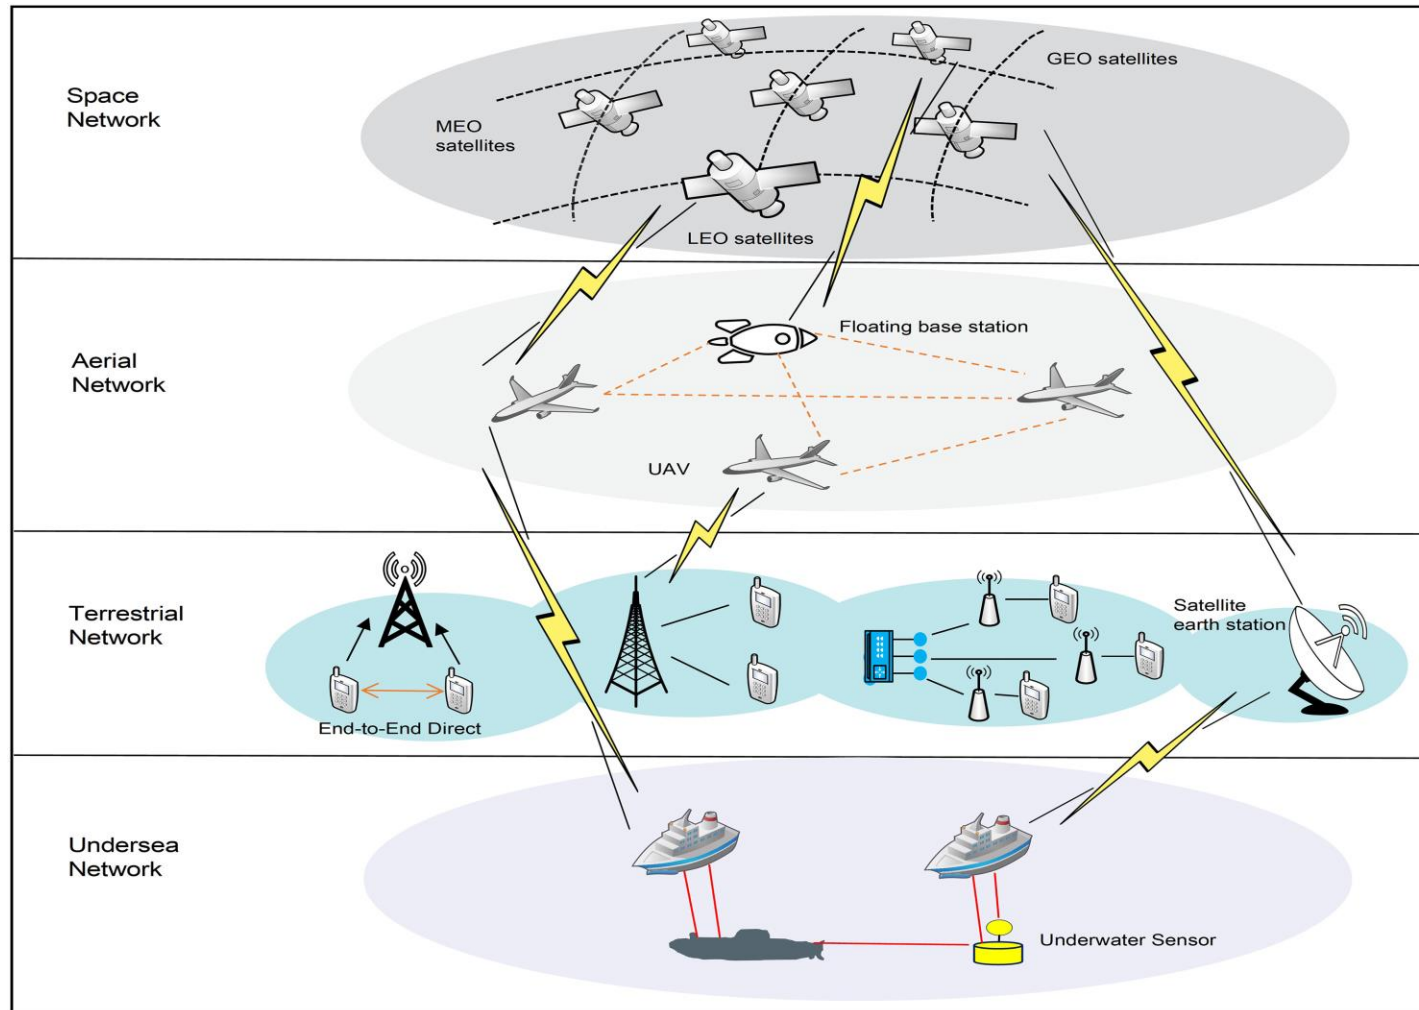 Space
Network
MEO
satellites
GEO satellites
LEO satellites
Aerial
Network
Floating base station
UAV
Terrestrial
Network
End-to-End Direct
Satellite
earth station
Undersea
Network
Underwater Sensor